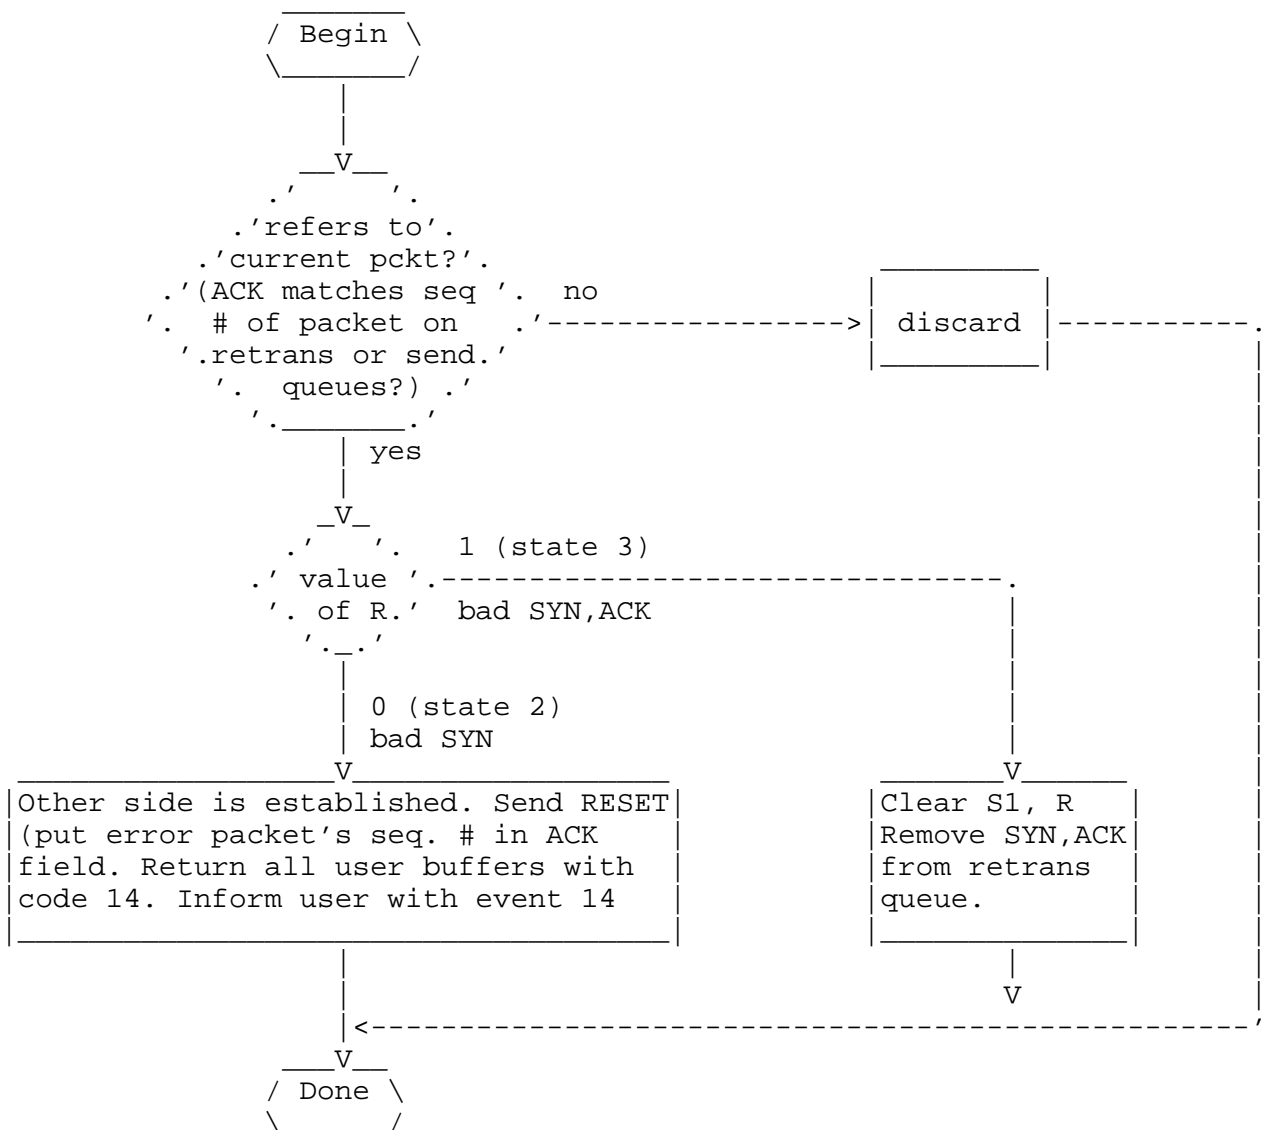 Begin
refers to
current pckt?
(ACK matches seq
# of packet on
retrans or send
queues?)
no
discard
yes
value
of R
1 (state 3)
bad SYN,ACK
0 (state 2)
bad SYN
Other side is established. Send RESET
(put error packet's seq. # in ACK
field. Return all user buffers with
code 14. Inform user with event 14
Clear S1, R
Remove SYN,ACK
from retrans
queue.
Done